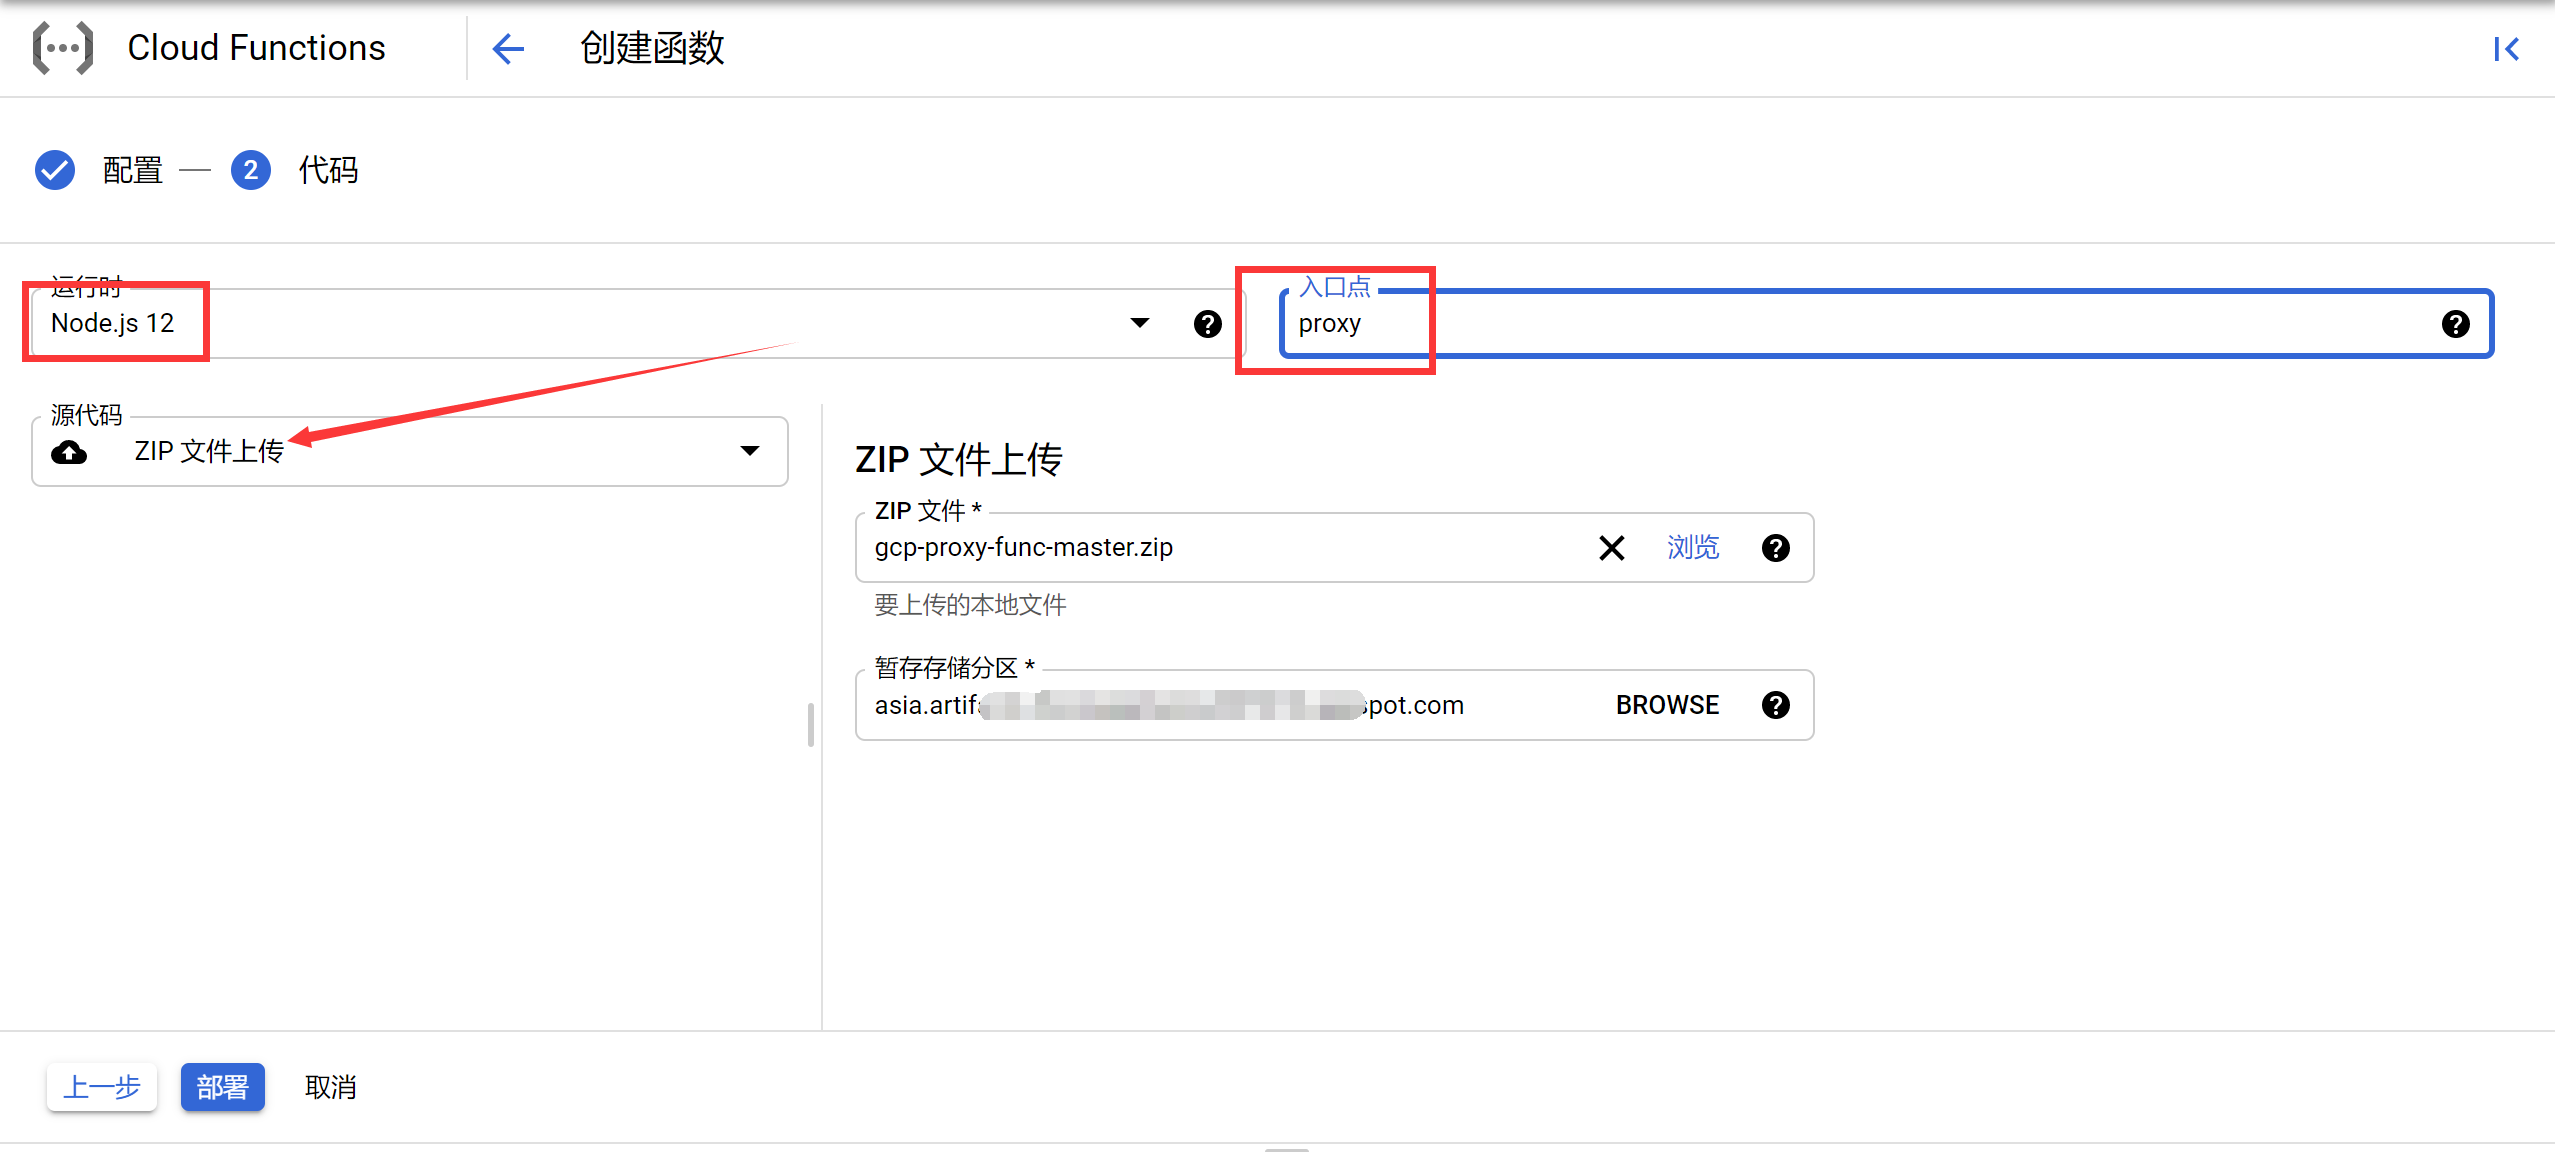 Cloud Functions
创建函数
配置
2
代码
运行时
Node.js 12
入口点
proxy
源代码
ZIP 文件上传
ZIP 文件上传
ZIP 文件 *
gcp-proxy-func-master.zip
浏览
要上传的本地文件
暂存存储分区 *
asia.artif spot.com
BROWSE
上一步
部署
取消